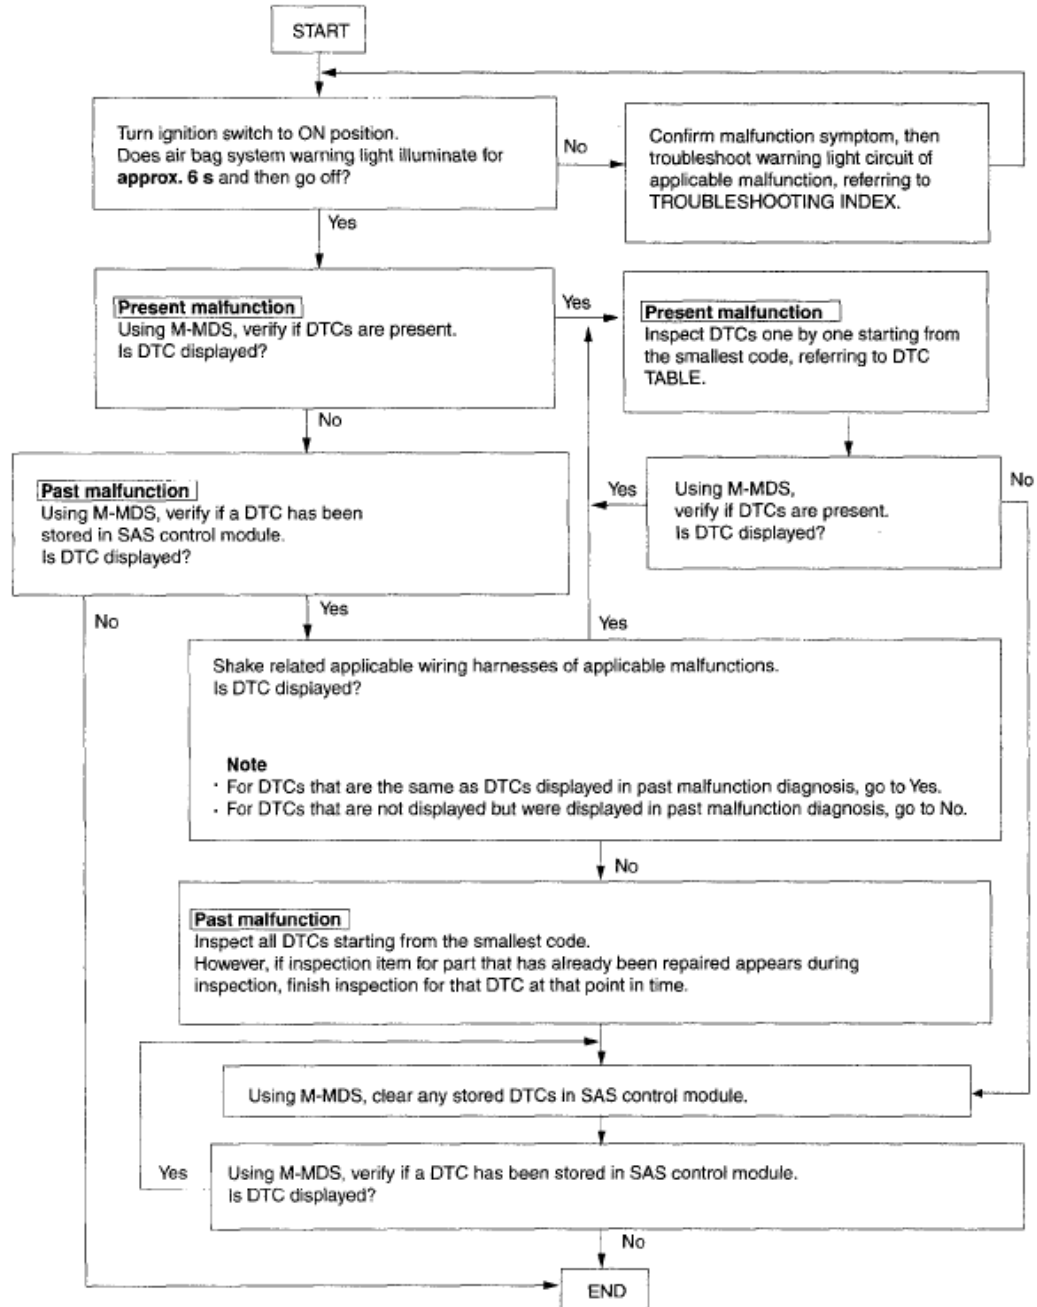 START
Turn ignition switch to ON position.
Does air bag system warning light illuminate for
approx. 6 s and then go off?
No
Confirm malfunction symptom, then
troubleshoot warning light circuit of
applicable malfunction, referring to
TROUBLESHOOTING INDEX.
Yes
Present malfunction
Using M-MDS, verify if DTCs are present.
Is DTC displayed?
Yes
Present malfunction
Inspect DTCs one by one starting from
the smallest code, referring to DTC
TABLE.
No
Past malfunction
Using M-MDS, verify if a DTC has been
stored in SAS control module.
Is DTC displayed?
Yes
Using M-MDS,
verify if DTCs are present.
Is DTC displayed?
No
No
Yes
Yes
Shake related applicable wiring harnesses of applicable malfunctions.
Is DTC displayed?
Note
· For DTCs that are the same as DTCs displayed in past malfunction diagnosis, go to Yes.
· For DTCs that are not displayed but were displayed in past malfunction diagnosis, go to No.
No
Past malfunction
Inspect all DTCs starting from the smallest code.
However, if inspection item for part that has already been repaired appears during
inspection, finish inspection for that DTC at that point in time.
Using M-MDS, clear any stored DTCs in SAS control module.
Yes
Using M-MDS, verify if a DTC has been stored in SAS control module.
Is DTC displayed?
No
END